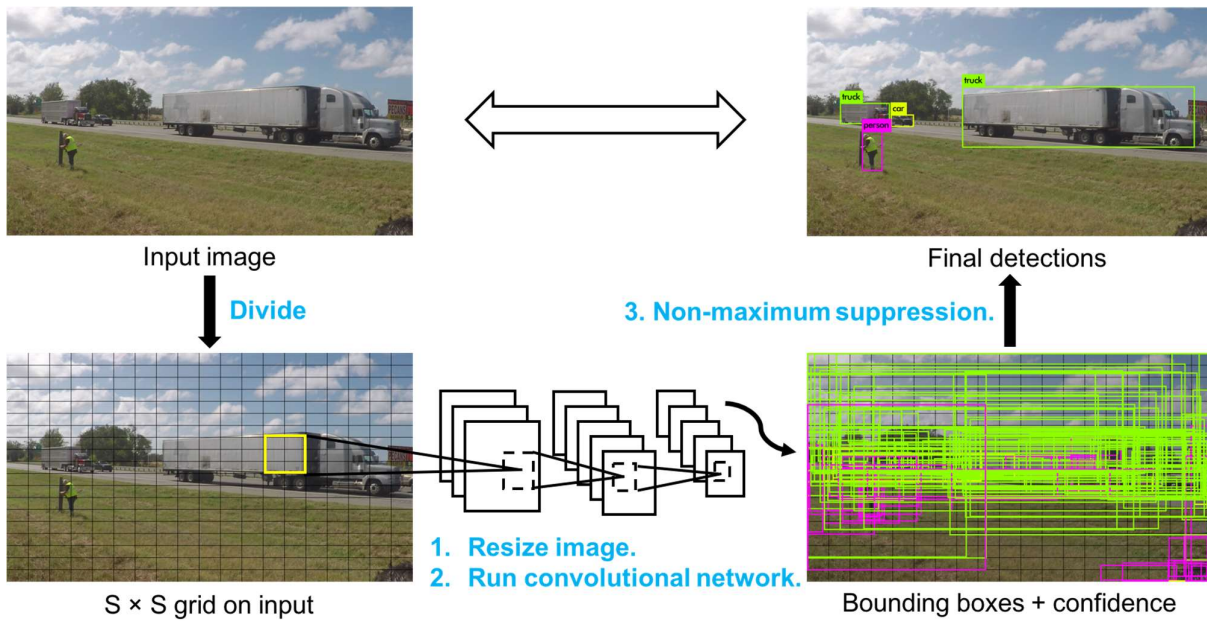 truck
truck
car
person
Input image
Final detections
Divide
3. Non-maximum suppression.
1. Resize image.
2. Run convolutional network.
S × S grid on input
Bounding boxes + confidence